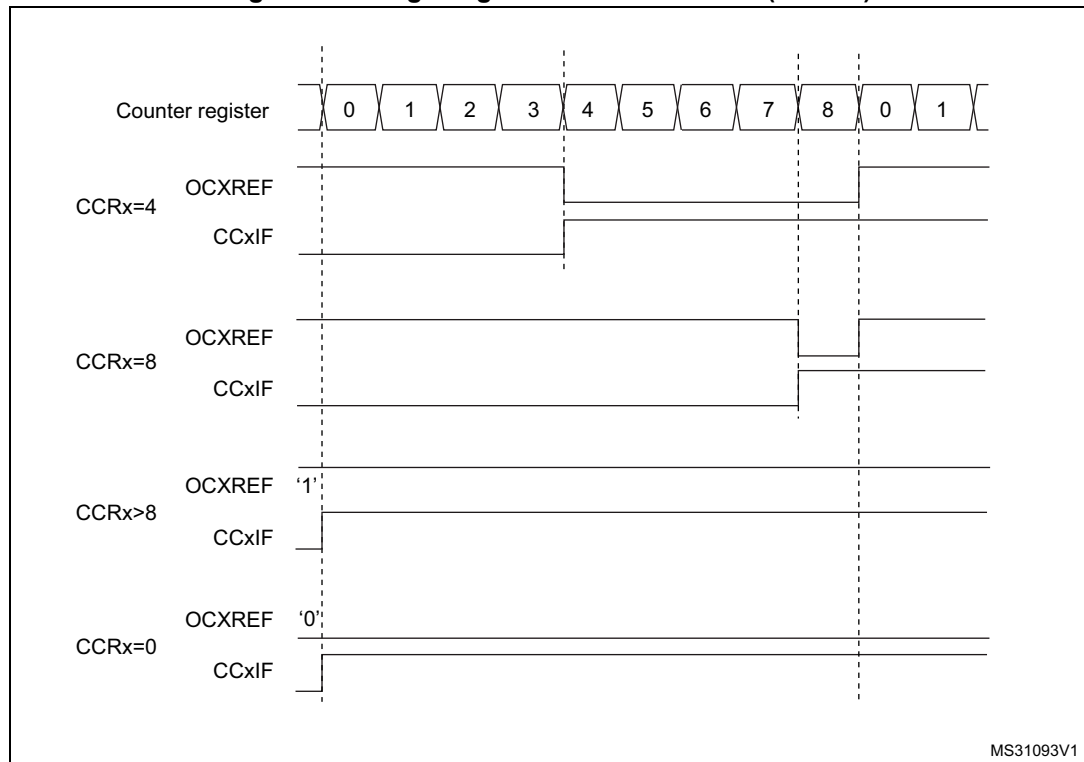 Counter register 0 1 2 3 4 5 6 7 8 0 1
OCXREF
CCRx=4
CCxIF
OCXREF
CCRx=8
CCxIF
OCXREF '1'
CCRx>8
CCxIF
OCXREF '0'
CCRx=0
CCxIF
MS31093V1